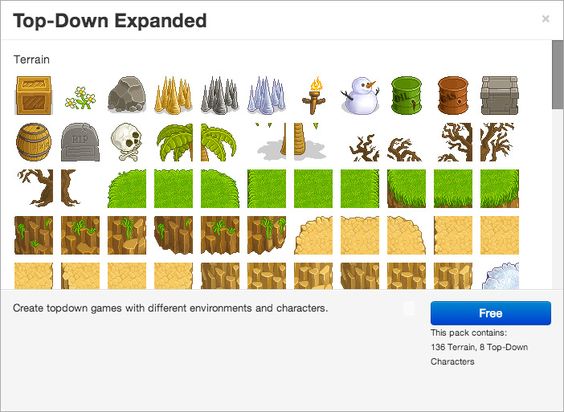 Top-Down Expanded
×
Terrain
RIP
Create topdown games with different environments and characters.
Free
This pack contains:
136 Terrain, 8 Top-Down
Characters